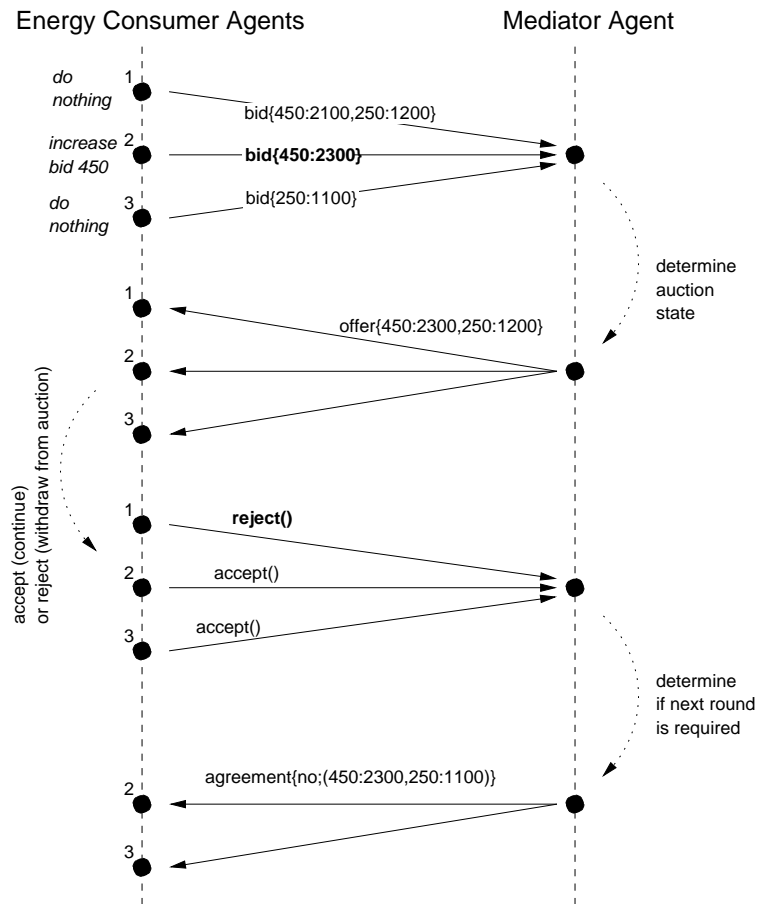 Energy Consumer Agents
Mediator Agent
1
do
nothing
bid{450:2100,250:1200}
2
increase
bid 450
bid{450:2300}
3
do
nothing
bid{250:1100}
determine
auction
state
1
offer{450:2300,250:1200}
2
3
accept (continue)
or reject (withdraw from auction)
1
reject()
2
accept()
3
accept()
determine
if next round
is required
agreement{no;(450:2300,250:1100)}
2
3